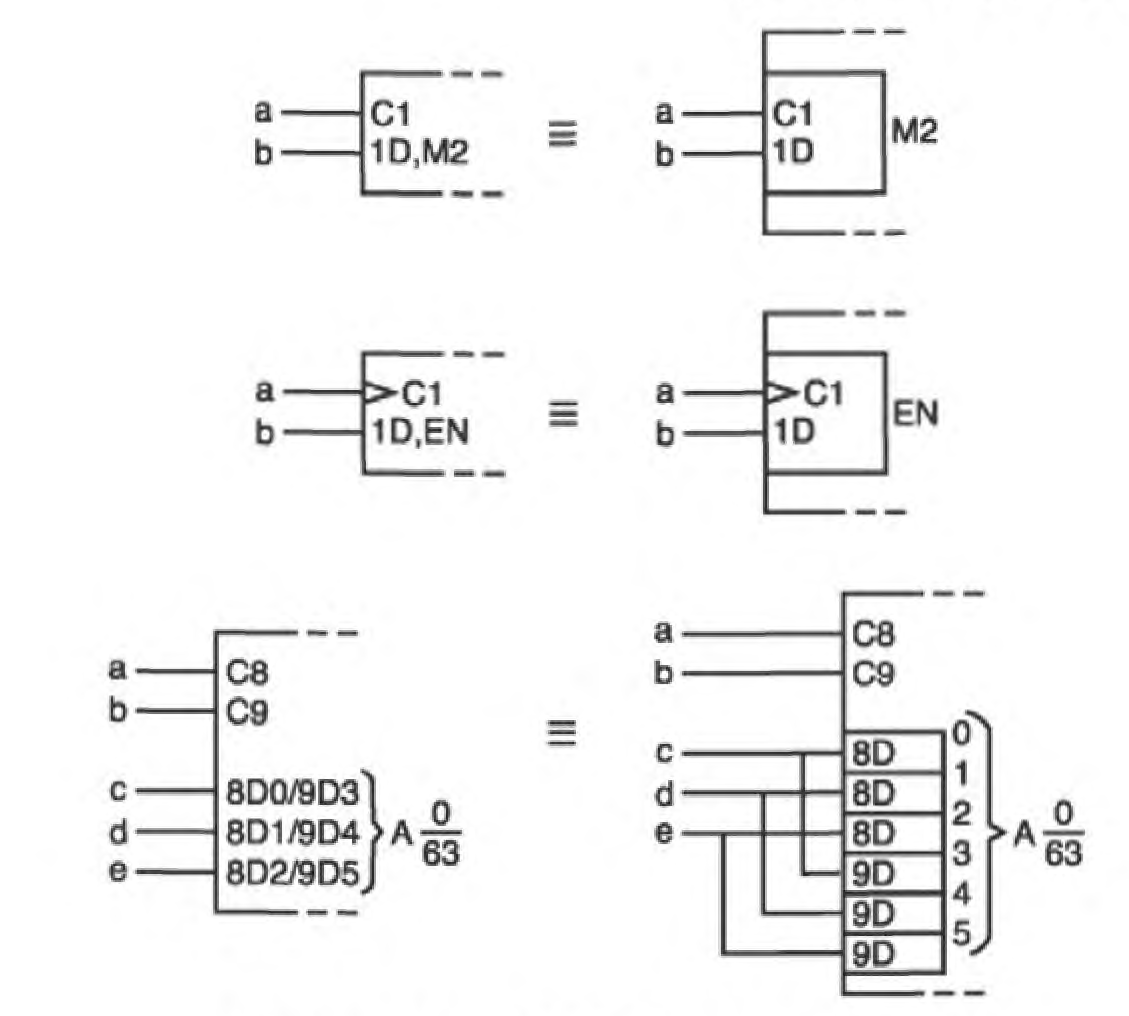 a C1 ≡ a C1 M2
b 1D,M2 b 1D
a C1 ≡ a C1 EN
b 1D,EN b 1D
a C8
b C9
c 8D0/9D3
d 8D1/9D4
e 8D2/9D5
A 0/63
≡
a C8
b C9
c 8D 0
d 8D 1
e 8D 2
9D 3
9D 4
9D 5
A 0/63